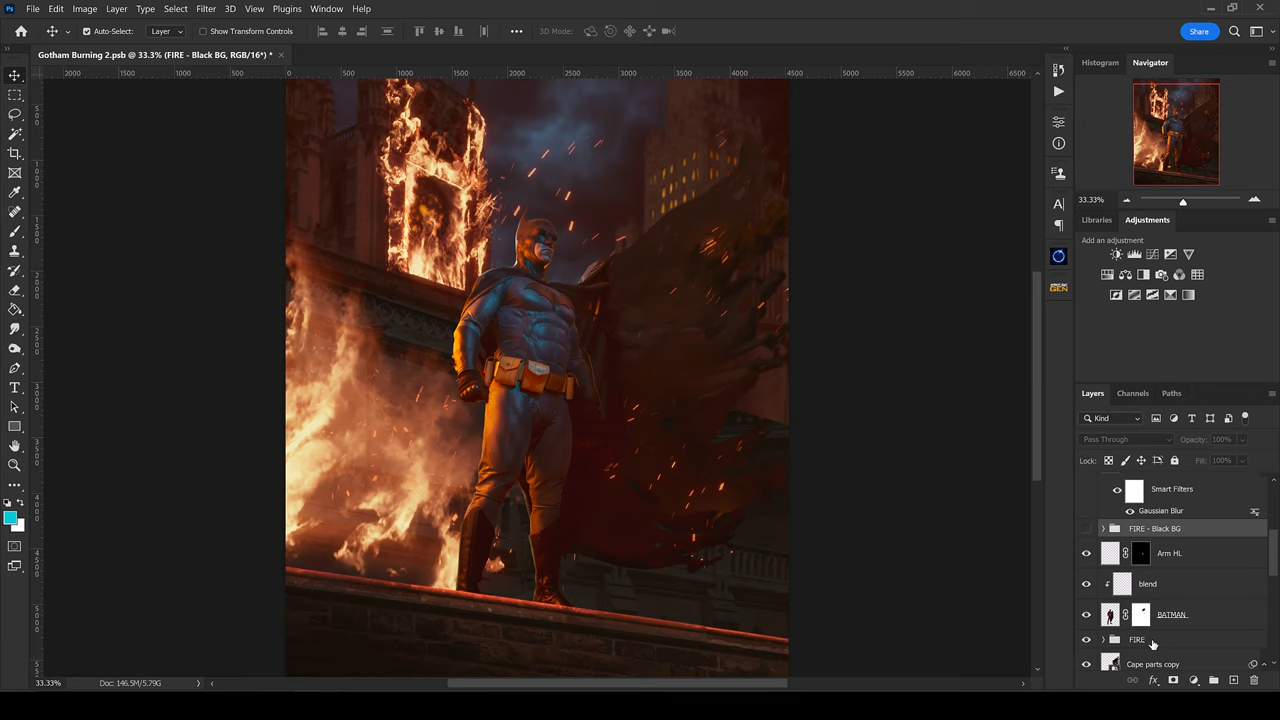 Ps File Edit Image Layer Type Select Filter 3D View Plugins Window Help
Auto-Select: Layer Show Transform Controls 3D Mode: Share
Gotham Burning 2.psb @ 33.3% (FIRE - Black BG, RGB/16*) * ×
2000 1500 1000 500 0 500 1000 1500 2000 2500 3000 3500 4000 4500 5000 5500 6000 6500
Histogram Navigator
33.33%
Libraries Adjustments
Add an adjustment
Layers Channels Paths
Kind
Pass Through Opacity: 100%
Lock: Fill: 100%
Smart Filters
Gaussian Blur
FIRE - Black BG
Arm HL
blend
BATMAN
FIRE
Cape parts copy
fx
33.33% Doc: 146.5M/5.79G